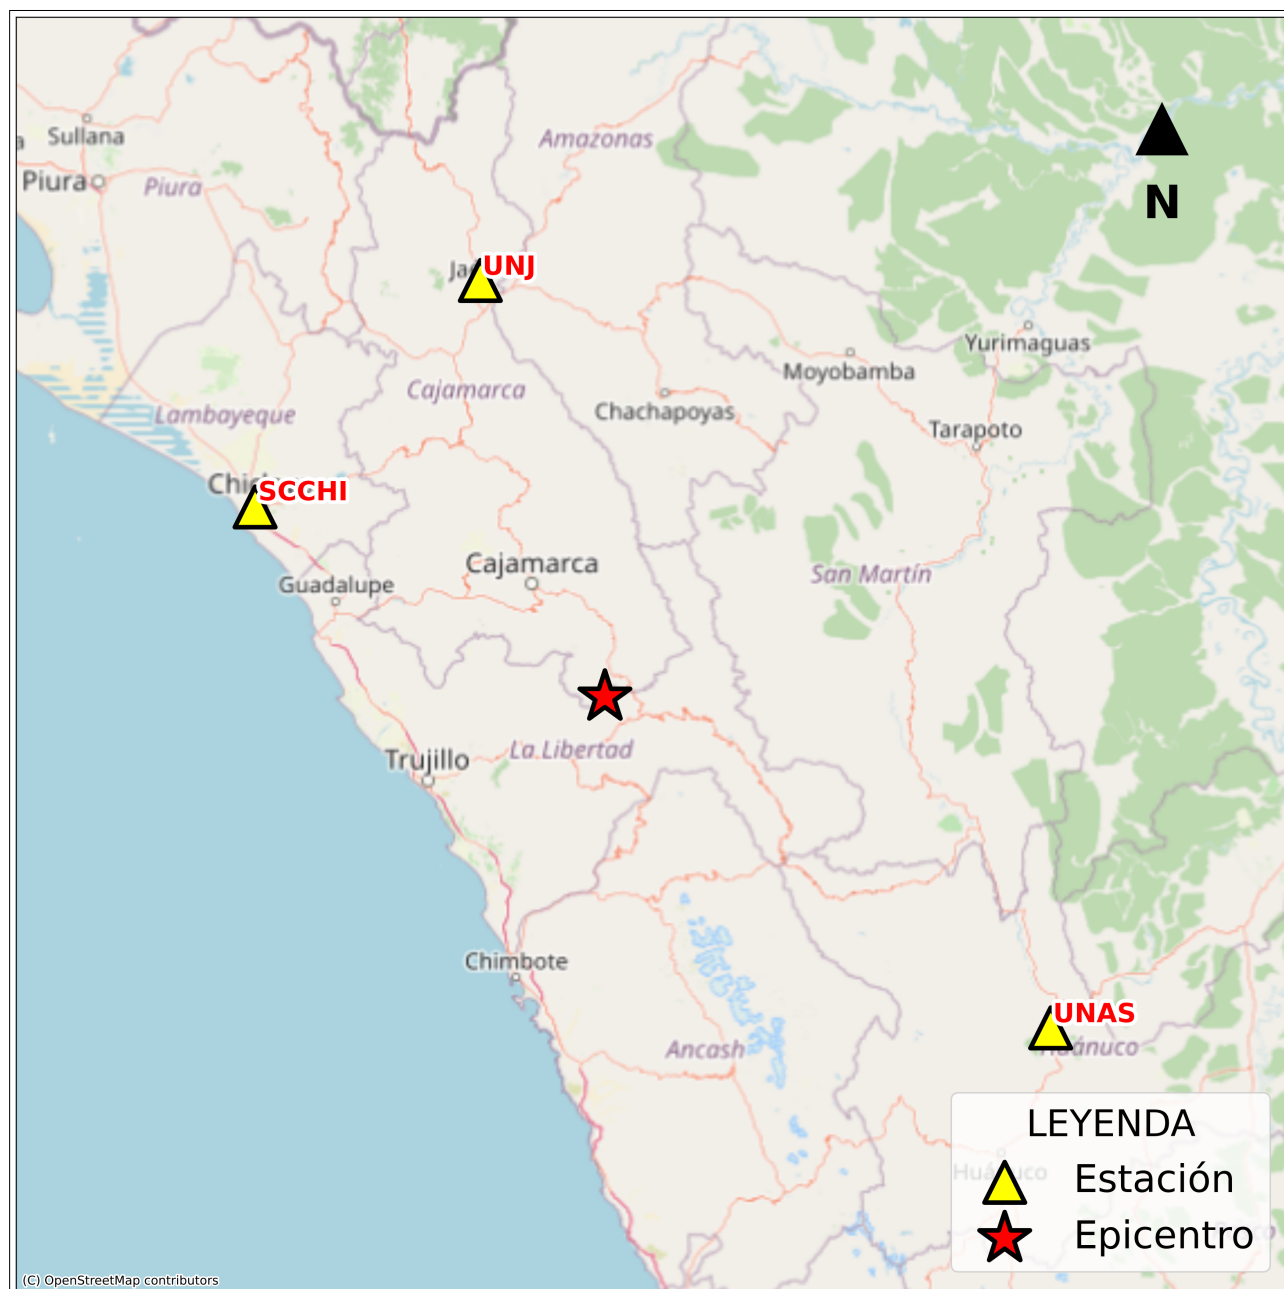 Sullana
Amazonas
Piura
Piura
N
UNJ
Yurimaguas
Moyobamba
Cajamarca
Chachapoyas
Lambayeque
Tarapoto
SCCHI
Cajamarca
San Martín
Guadalupe
La Libertad
Trujillo
Chimbote
UNAS
Ancash
Huánuco
LEYENDA
Estación
Epicentro
(C) OpenStreetMap contributors